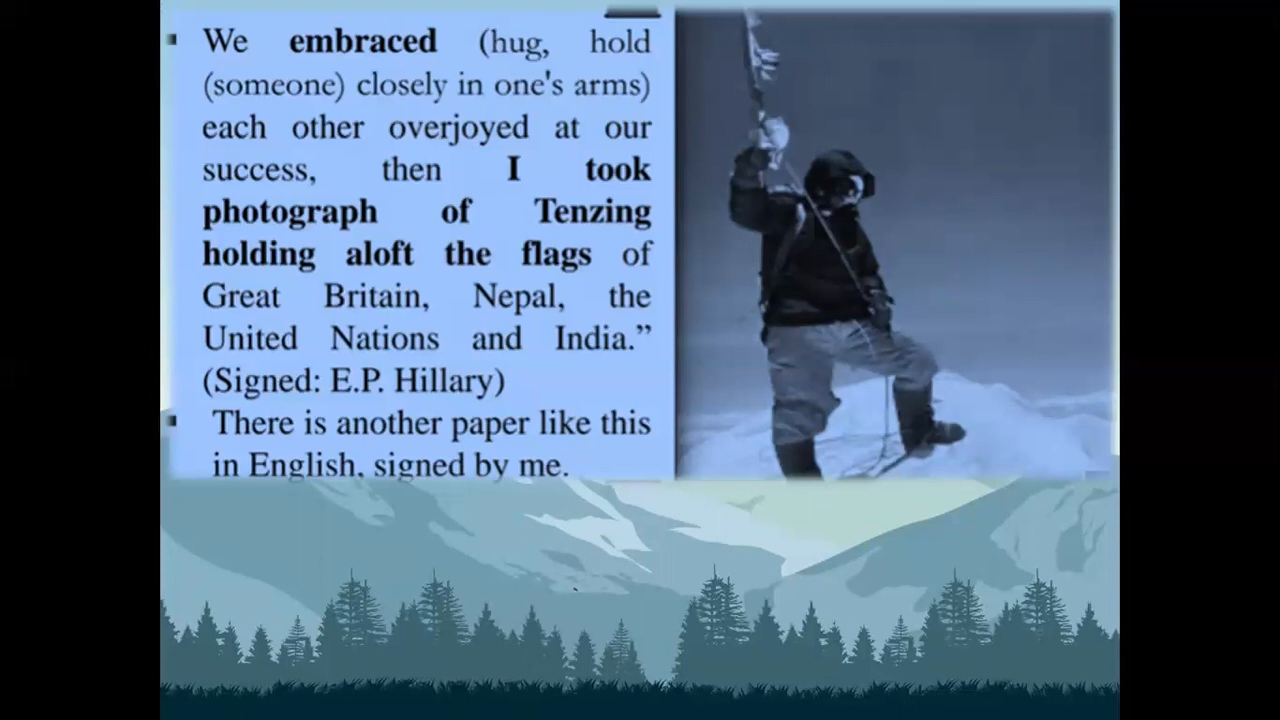 We embraced (hug, hold
(someone) closely in one's arms)
each other overjoyed at our
success, then I took
photograph of Tenzing
holding aloft the flags of
Great Britain, Nepal, the
United Nations and India.”
(Signed: E.P. Hillary)
There is another paper like this
in English, signed by me.